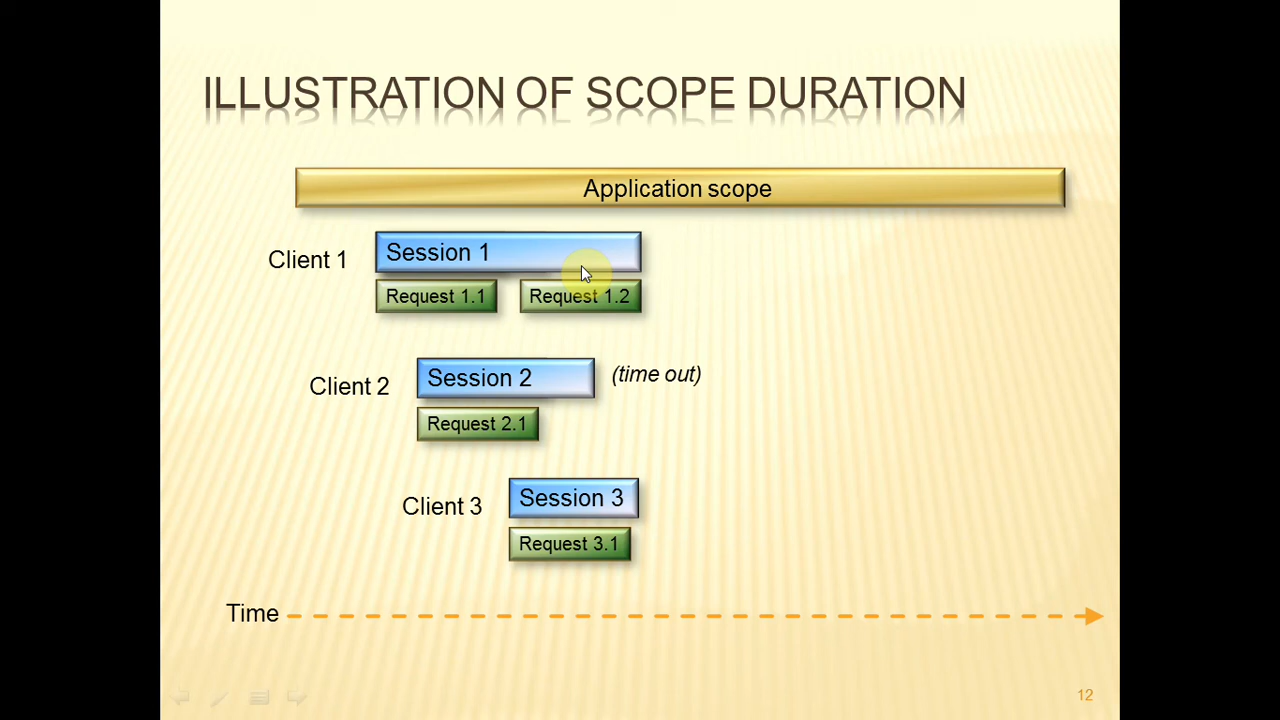 ILLUSTRATION OF SCOPE DURATION
Application scope
Client 1
Session 1
Request 1.1
Request 1.2
Client 2
Session 2
(time out)
Request 2.1
Client 3
Session 3
Request 3.1
Time
12